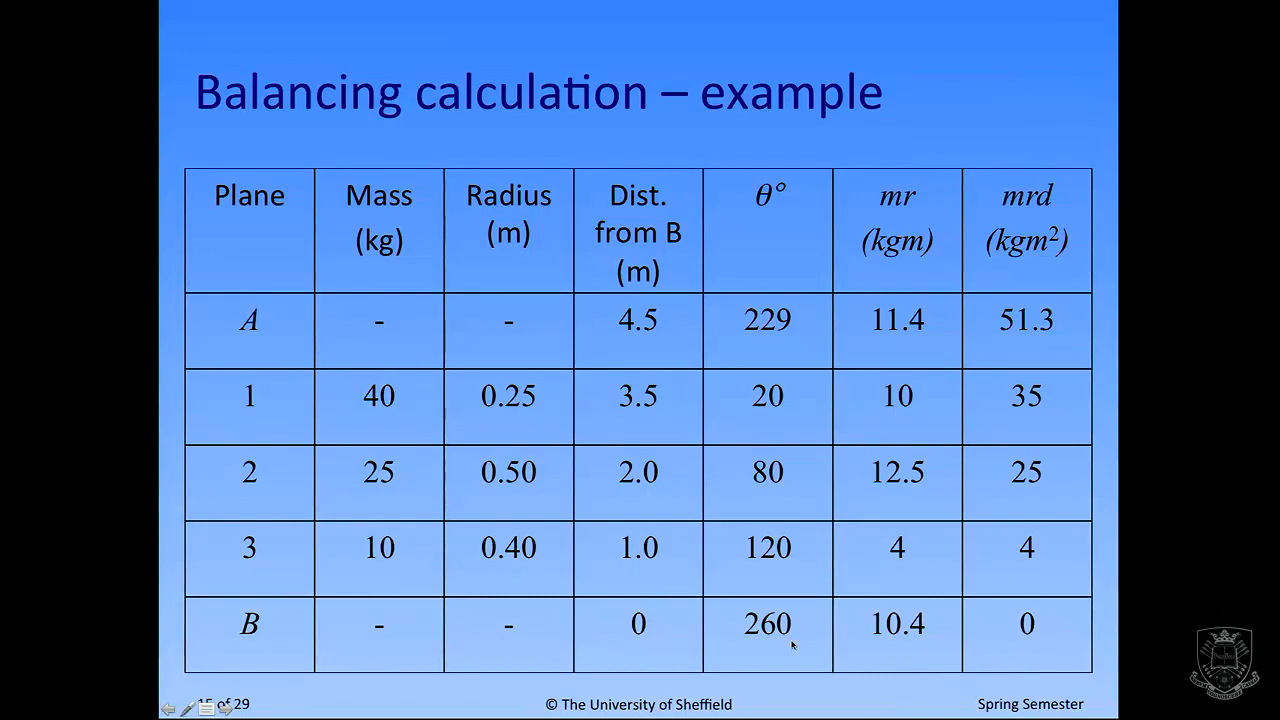 Balancing calculation – example
Plane Mass (kg) Radius (m) Dist. from B (m) θ° mr (kgm) mrd (kgm²)
A - - 4.5 229 11.4 51.3
1 40 0.25 3.5 20 10 35
2 25 0.50 2.0 80 12.5 25
3 10 0.40 1.0 120 4 4
B - - 0 260 10.4 0
15 of 29 © The University of Sheffield Spring Semester